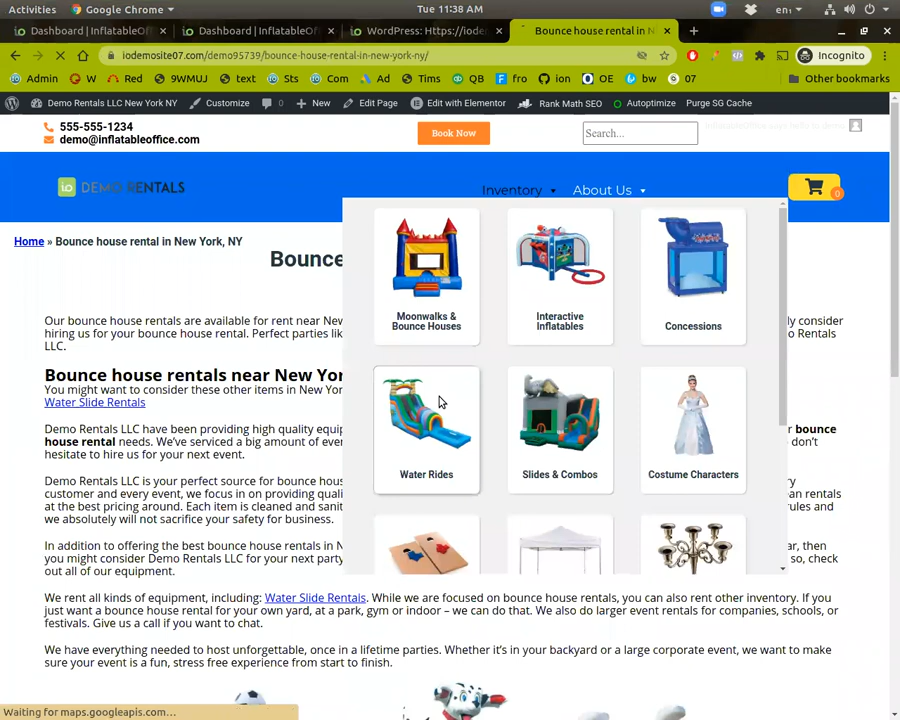 Activities Google Chrome Tue 11:38 AM en₁
Dashboard | InflatableOf Dashboard | InflatableOf WordPress: Https://iode Bounce house rental in N
iodemosite07.com/demo95739/bounce-house-rental-in-new-york-ny/ Incognito
Admin W Red 9WMUJ text Sts Com Ad Tims QB fro ion OE bw 07 Other bookmarks
Demo Rentals LLC New York NY Customize 0 New Edit Page Edit with Elementor Rank Math SEO Autoptimize Purge SG Cache
555-555-1234
demo@inflatableoffice.com
Book Now
Search...
io DEMO RENTALS
Inventory About Us
0
Home » Bounce house rental in New York, NY
Bounce
Moonwalks & Bounce Houses
Interactive Inflatables
Concessions
Water Rides
Slides & Combos
Costume Characters
Our bounce house rentals are available for rent near New ly consider
hiring us for your bounce house rental. Perfect parties lik o Rentals
LLC.
Bounce house rentals near New Yor
You might want to consider these other items in New Yor
Water Slide Rentals
Demo Rentals LLC have been providing high quality equip bounce
house rental needs. We've serviced a big amount of even don't
hesitate to hire us for your next event.
Demo Rentals LLC is your perfect source for bounce hous
customer and every event, we focus in on providing quali an rentals
at the best pricing around. Each item is cleaned and sanit rules and
we absolutely will not sacrifice your safety for business.
In addition to offering the best bounce house rentals in N ar, then
you might consider Demo Rentals LLC for your next party so, check
out all of our equipment.
We rent all kinds of equipment, including: Water Slide Rentals. While we are focused on bounce house rentals, you can also rent other inventory. If you
just want a bounce house rental for your own yard, at a park, gym or indoor – we can do that. We also do larger event rentals for companies, schools, or
festivals. Give us a call if you want to chat.
We have everything needed to host unforgettable, once in a lifetime parties. Whether it's in your backyard or a large corporate event, we want to make
sure your event is a fun, stress free experience from start to finish.
Waiting for maps.googleapis.com...